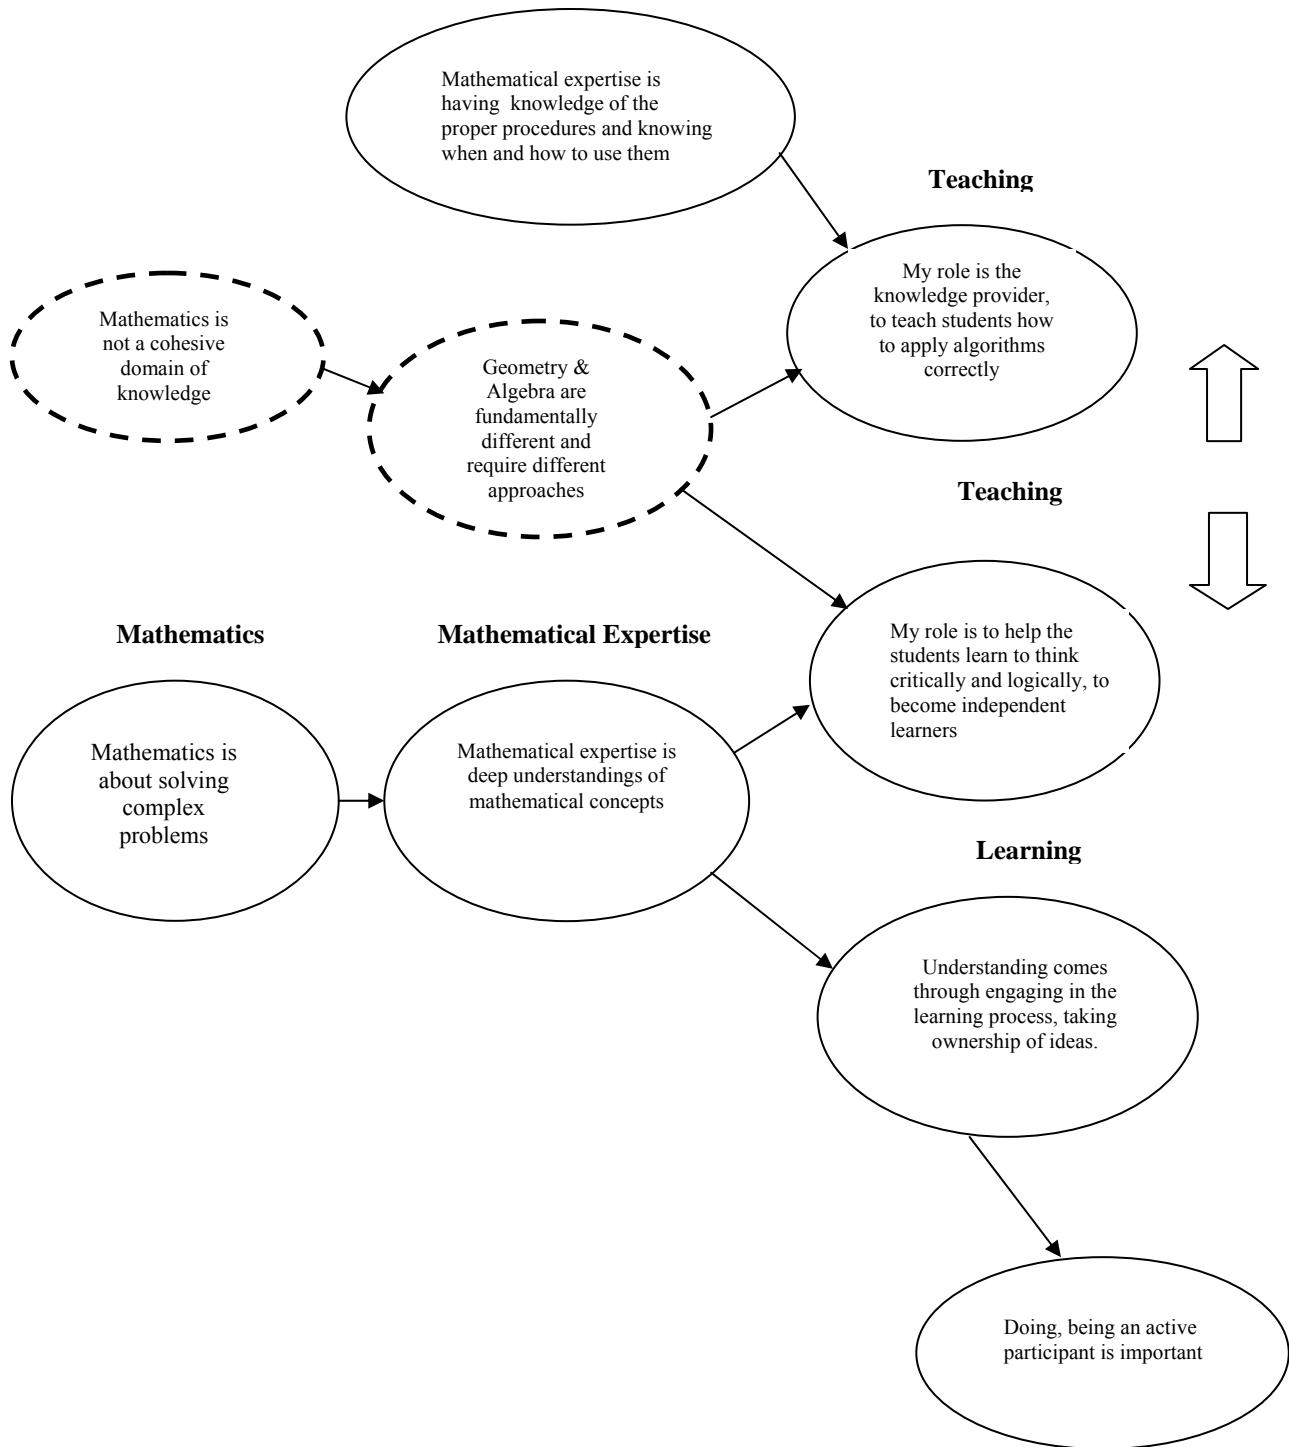 Mathematical expertise is
having knowledge of the
proper procedures and knowing
when and how to use them
Teaching
My role is the
knowledge provider,
to teach students how
to apply algorithms
correctly
Mathematics is
not a cohesive
domain of
knowledge
Geometry &
Algebra are
fundamentally
different and
require different
approaches
Teaching
Mathematics
Mathematical Expertise
My role is to help the
students learn to think
critically and logically, to
become independent
learners
Mathematics is
about solving
complex
problems
Mathematical expertise is
deep understandings of
mathematical concepts
Learning
Understanding comes
through engaging in the
learning process, taking
ownership of ideas.
Doing, being an active
participant is important